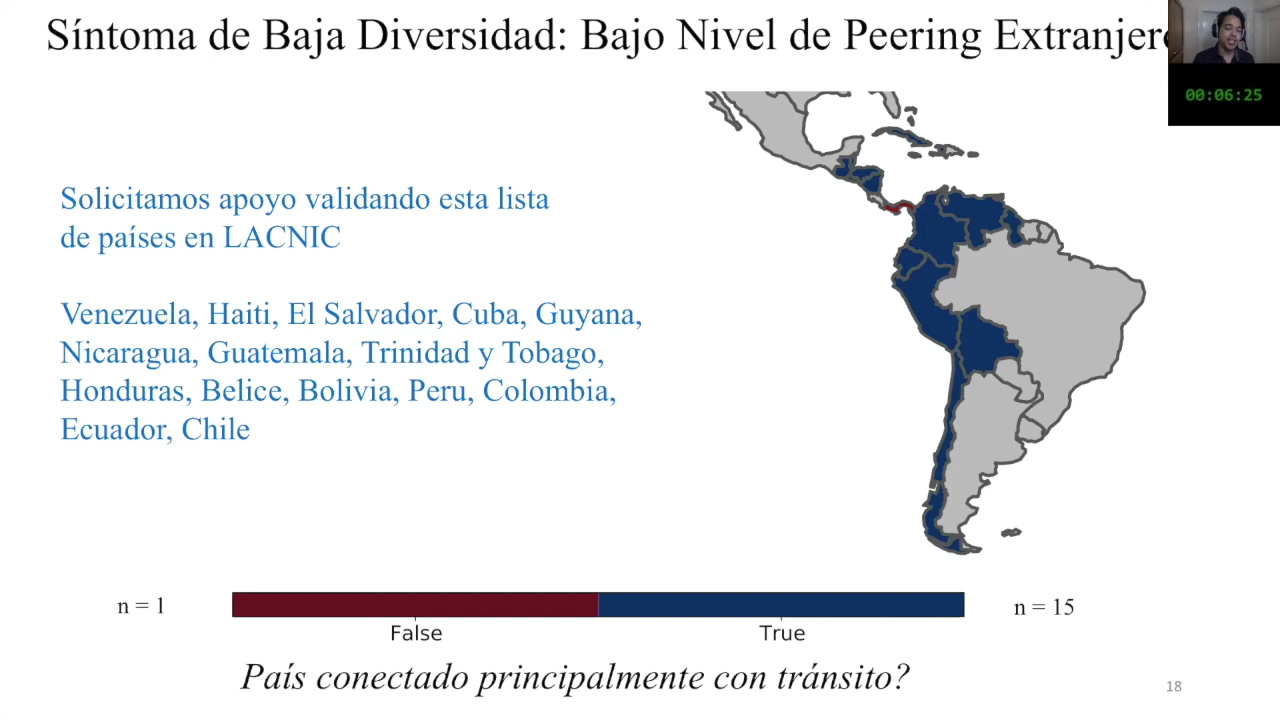 Síntoma de Baja Diversidad: Bajo Nivel de Peering Extranjero
00:06:25
Solicitamos apoyo validando esta lista
de países en LACNIC
Venezuela, Haiti, El Salvador, Cuba, Guyana,
Nicaragua, Guatemala, Trinidad y Tobago,
Honduras, Belice, Bolivia, Peru, Colombia,
Ecuador, Chile
n = 1
n = 15
False
True
País conectado principalmente con tránsito?
18